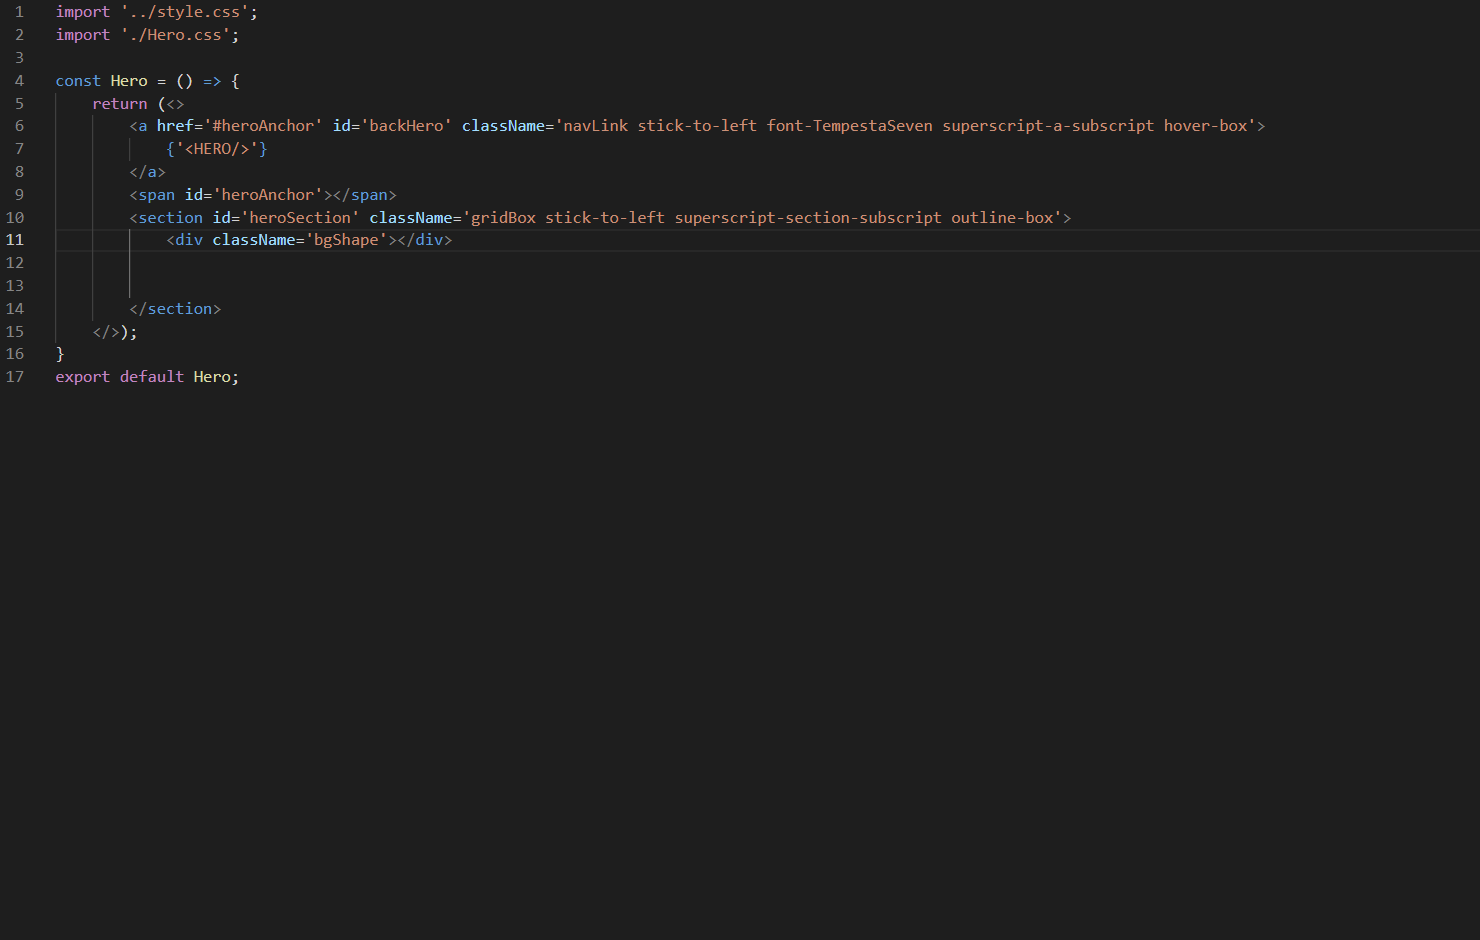 1 import '../style.css';
2 import './Hero.css';
3
4 const Hero = () => {
5     return (<>
6         <a href='#heroAnchor' id='backHero' className='navLink stick-to-left font-TempestaSeven superscript-a-subscript hover-box'>
7             {'<HERO/>'}
8         </a>
9         <span id='heroAnchor'></span>
10         <section id='heroSection' className='gridBox stick-to-left superscript-section-subscript outline-box'>
11             <div className='bgShape'></div>
12
13
14         </section>
15     </>);
16 }
17 export default Hero;